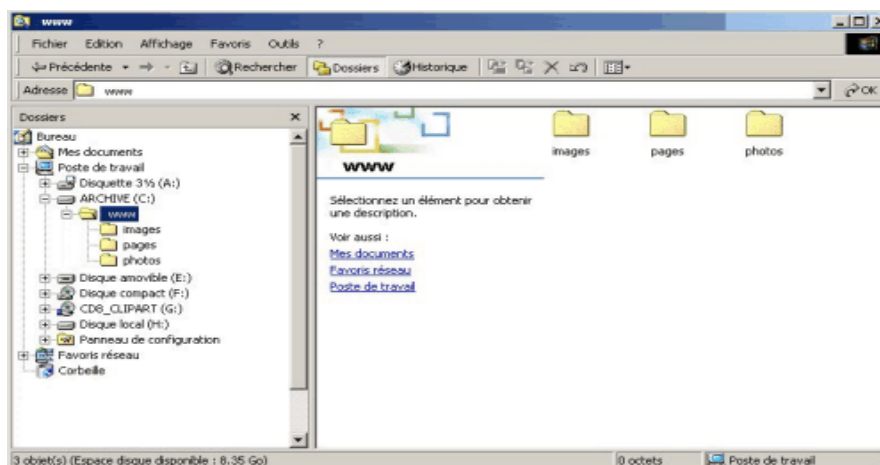 www
Fichier Edition Affichage Favoris Outils ?
Précédente Rechercher Dossiers Historique
Adresse www OK
Dossiers
Bureau
Mes documents
Poste de travail
Disquette 3½ (A:)
ARCHIVE (C:)
www
images
pages
photos
Disque amovible (E:)
Disque compact (F:)
CD8_CLIPART (G:)
Disque local (H:)
Panneau de configuration
Favoris réseau
Corbeille
www
Sélectionnez un élément pour obtenir
une description.
Voir aussi :
Mes documents
Favoris réseau
Poste de travail
images pages photos
3 objet(s) (Espace disque disponible : 8,35 Go) 0 octets Poste de travail